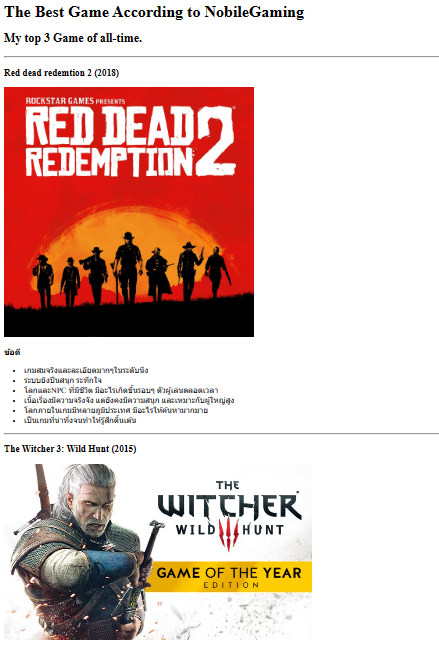 The Best Game According to NobileGaming
My top 3 Game of all-time.
Red dead redemtion 2 (2018)
ROCKSTAR GAMES PRESENTS
RED DEAD
REDEMPTION 2
ข้อดี
เกมสมจริงและละเอียดมากๆในระดับนึง
ระบบยิงปืนสนุก ระทึกใจ
โลกและNPC ที่มีชีวิต มีอะไรเกิดขึ้นรอบๆ ตัวผู้เล่นตลอดเวลา
เนื้อเรื่องมีความจริงจัง แต่ยังคงมีความสนุก และเหมาะกับผู้ใหญ่สูง
โลกภายในเกมมีหลายภูมิประเทศ มีอะไรให้ค้นหามากมาย
เป็นเกมที่น่าทึ่งจนทำให้รู้สึกตื่นเต้น
The Witcher 3: Wild Hunt (2015)
THE
WITCHER
WILD HUNT
GAME OF THE YEAR
EDITION